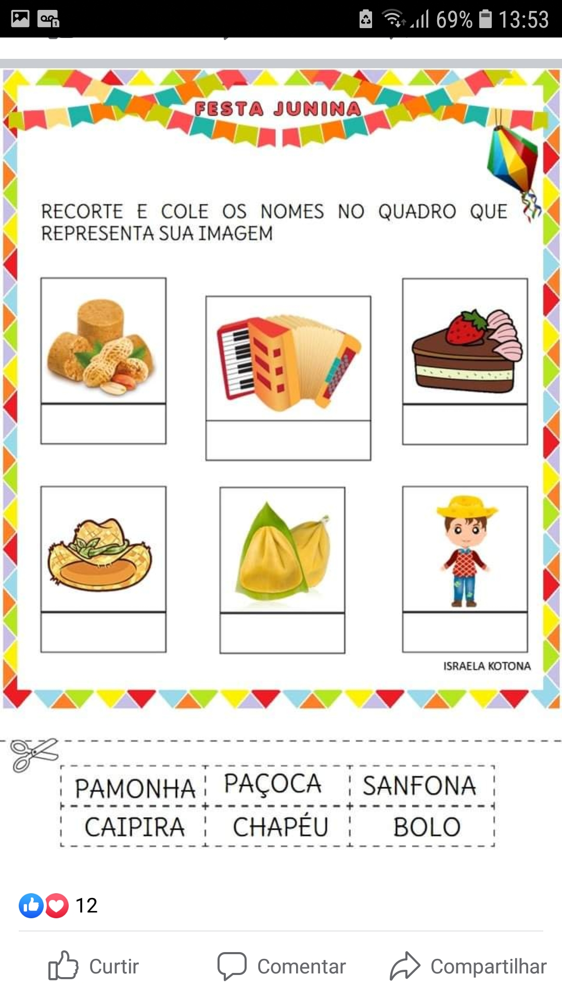 69% 13:53
FESTA JUNINA
RECORTE E COLE OS NOMES NO QUADRO QUE
REPRESENTA SUA IMAGEM
ISRAELA KOTONA
PAMONHA PAÇOCA SANFONA
CAIPIRA CHAPÉU BOLO
12
Curtir Comentar Compartilhar